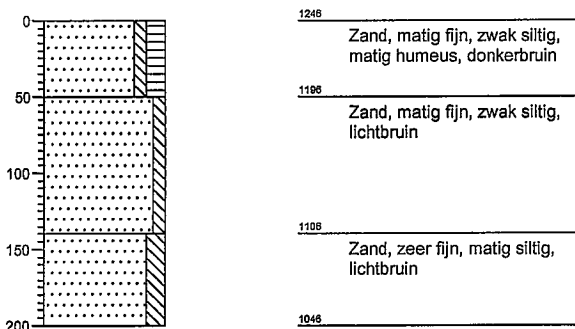 0
50
100
150
200
1246
Zand, matig fijn, zwak siltig,
matig humeus, donkerbruin
1196
Zand, matig fijn, zwak siltig,
lichtbruin
1106
Zand, zeer fijn, matig siltig,
lichtbruin
1046